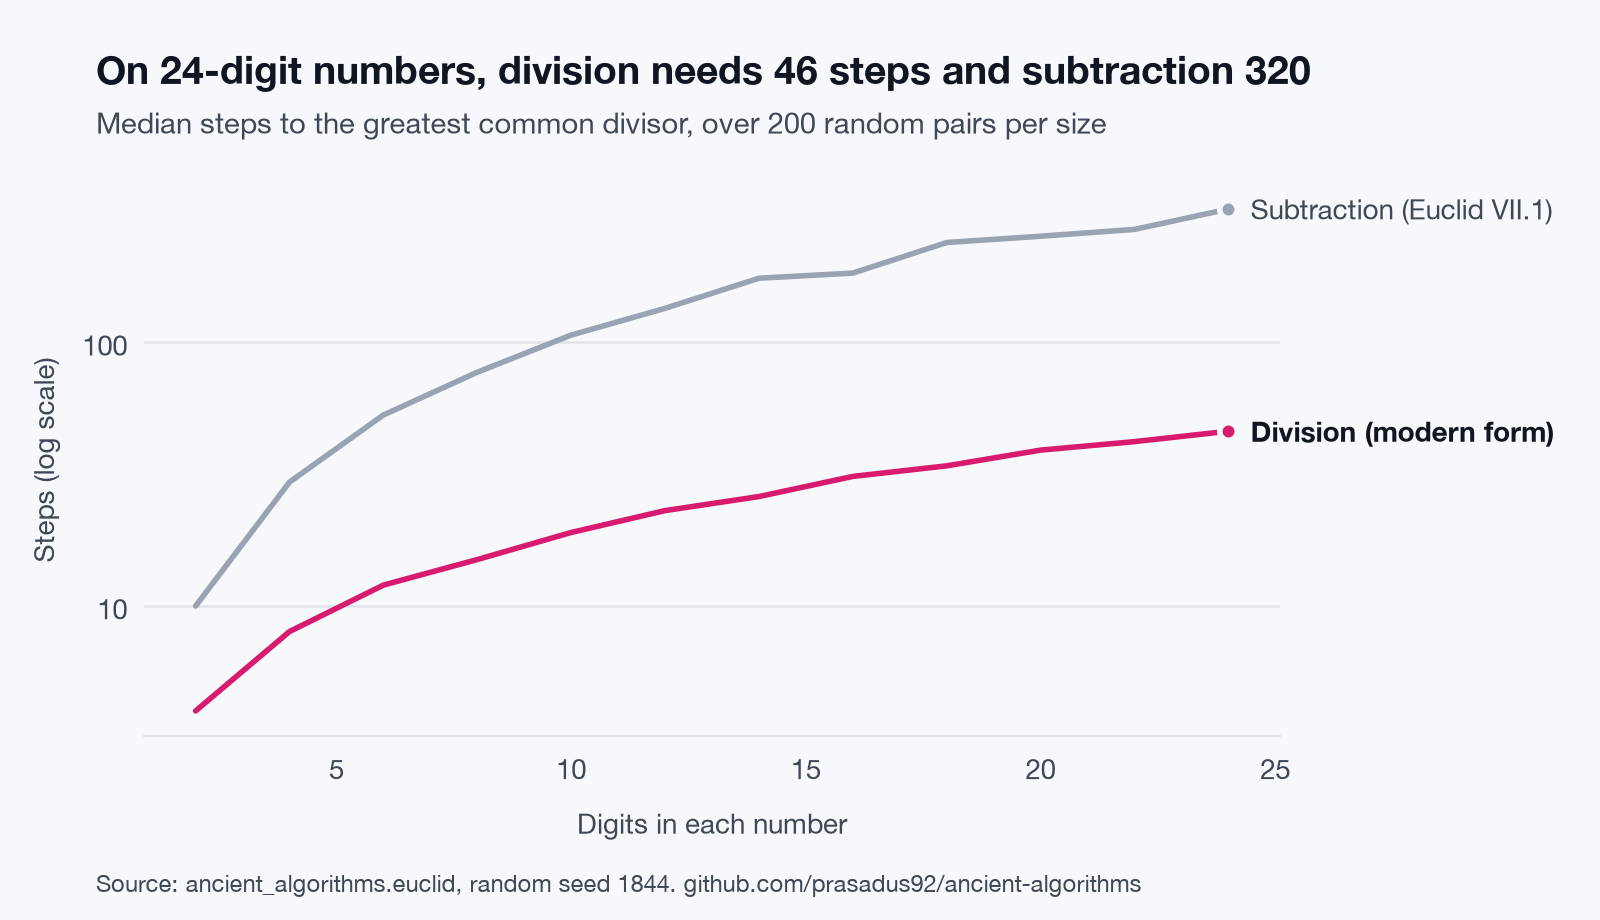 On 24-digit numbers, division needs 46 steps and subtraction 320
Median steps to the greatest common divisor, over 200 random pairs per size
Subtraction (Euclid VII.1)
100
Division (modern form)
Steps (log scale)
10
5 10 15 20 25
Digits in each number
Source: ancient_algorithms.euclid, random seed 1844. github.com/prasadus92/ancient-algorithms